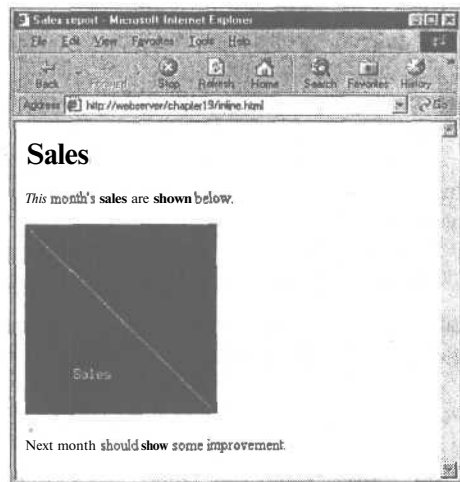 Sales report - Microsoft Internet Explorer
File Edit View Favorites Tools Help
Back Forward Stop Refresh Home Search Favorites History
Address http://webserver/chapter19/inline.html Go
Sales
This month's sales are shown below.
Sales
Next month should show some improvement.